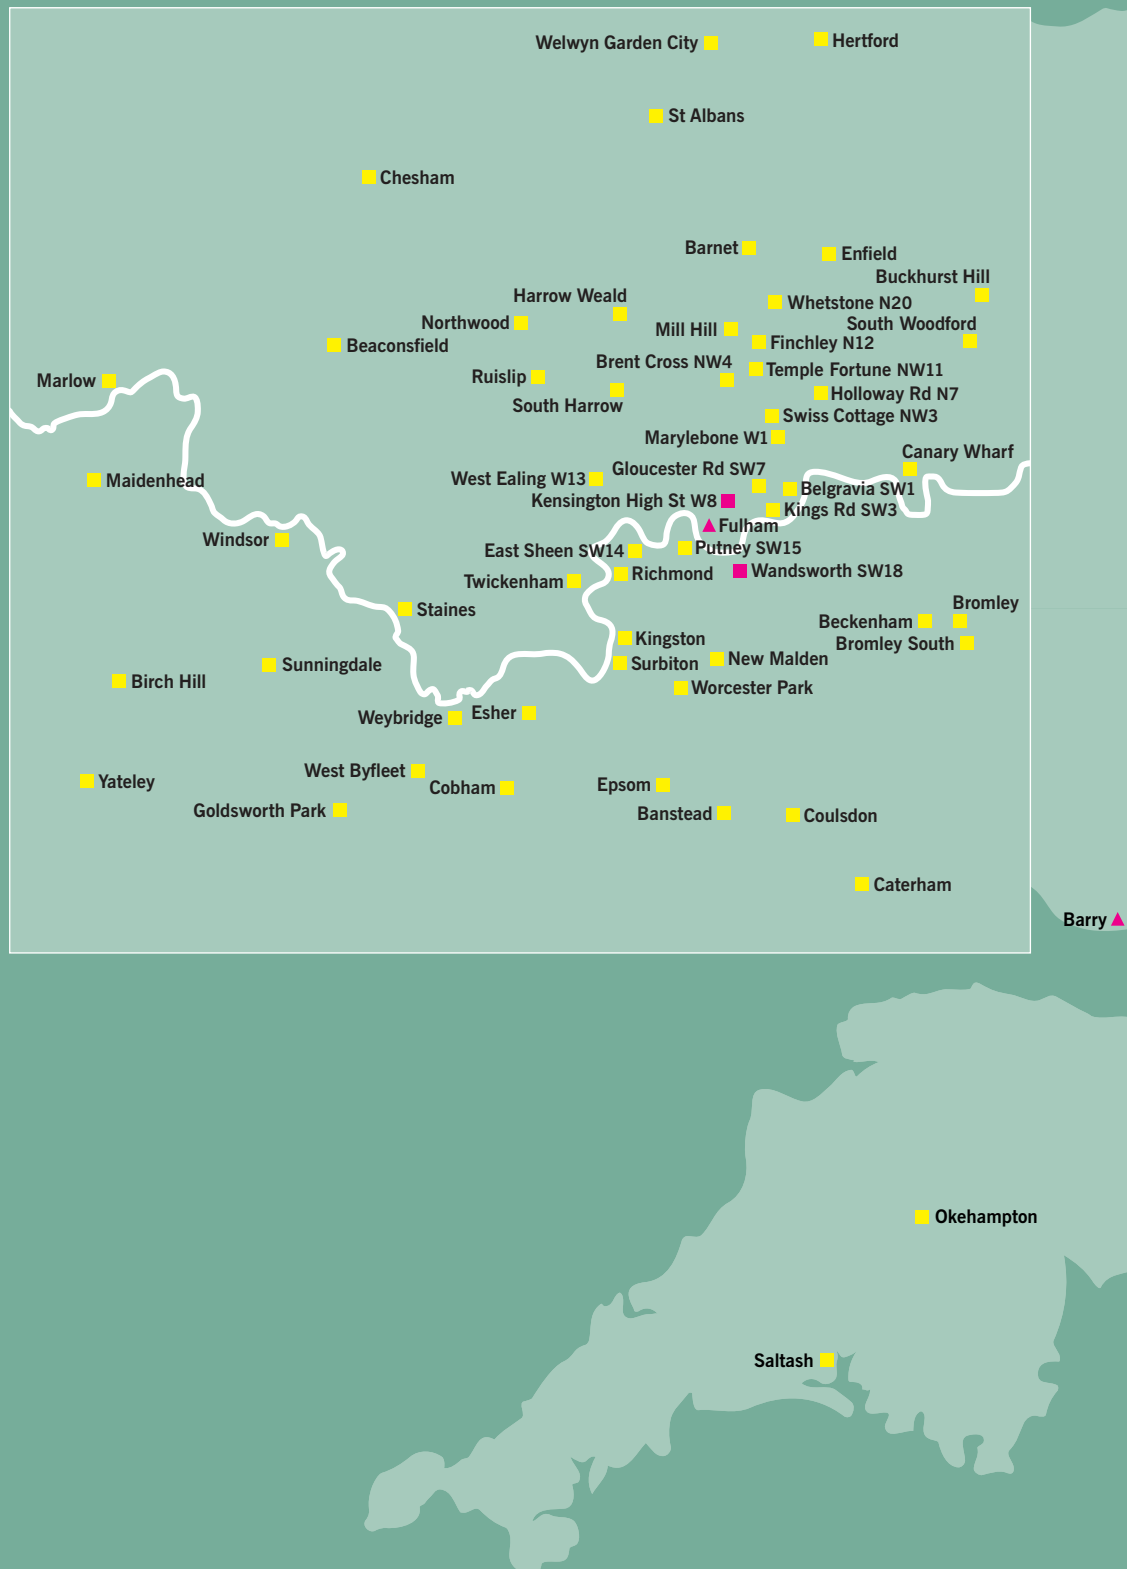 Welwyn Garden City
Hertford
St Albans
Chesham
Barnet
Enfield
Buckhurst Hill
Harrow Weald
Whetstone N20
Northwood
South Woodford
Mill Hill
Finchley N12
Beaconsfield
Brent Cross NW4
Temple Fortune NW11
Marlow
Ruislip
Holloway Rd N7
South Harrow
Swiss Cottage NW3
Marylebone W1
Canary Wharf
Gloucester Rd SW7
West Ealing W13
Maidenhead
Belgravia SW1
Kensington High St W8
Kings Rd SW3
Fulham
Windsor
East Sheen SW14
Putney SW15
Richmond
Wandsworth SW18
Twickenham
Bromley
Staines
Beckenham
Kingston
Bromley South
Sunningdale
Surbiton
New Malden
Birch Hill
Worcester Park
Esher
Weybridge
West Byfleet
Yateley
Cobham
Epsom
Goldsworth Park
Banstead
Coulsdon
Caterham
Barry
Okehampton
Saltash